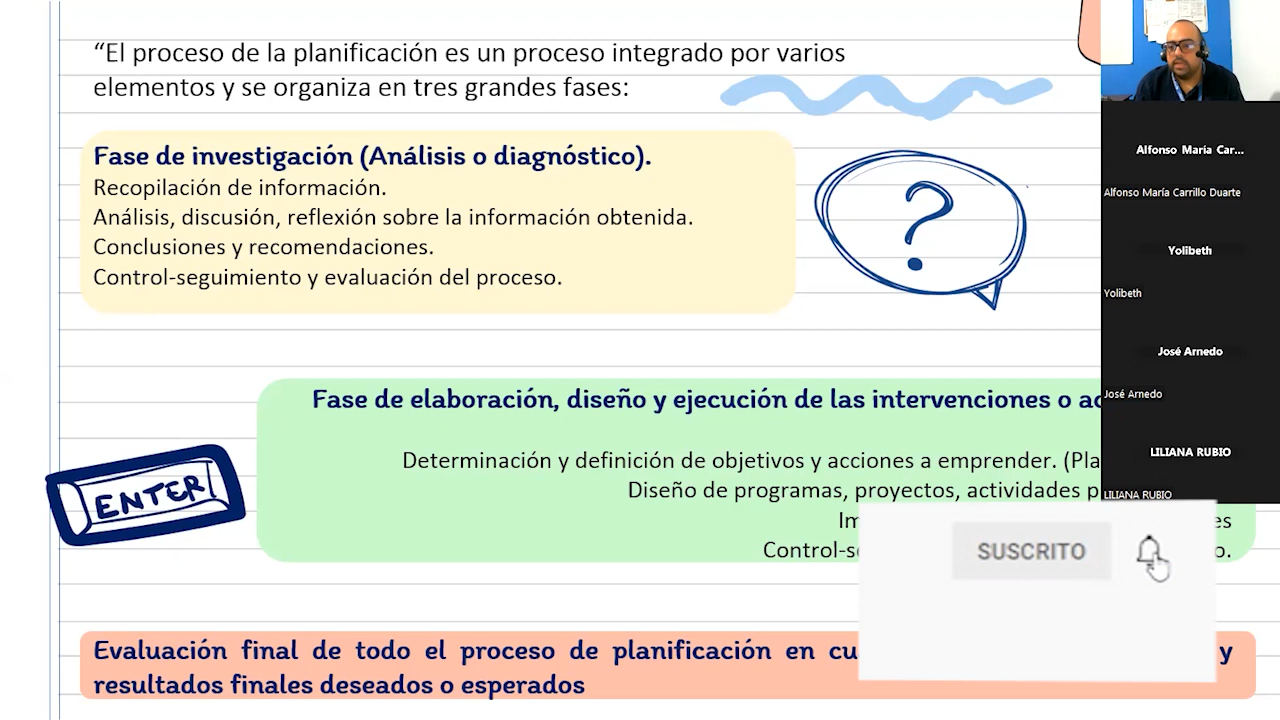 “El proceso de la planificación es un proceso integrado por varios
elementos y se organiza en tres grandes fases:
Fase de investigación (Análisis o diagnóstico).
Recopilación de información.
Análisis, discusión, reflexión sobre la información obtenida.
Conclusiones y recomendaciones.
Control-seguimiento y evaluación del proceso.
?
Fase de elaboración, diseño y ejecución de las intervenciones o
Determinación y definición de objetivos y acciones a emprender.
Diseño de programas, proyectos, actividades
ENTER
Evaluación final de todo el proceso de planificación en y
resultados finales deseados o esperados
Alfonso Maria Car...
Alfonso María Carrillo Duarte
Yolibeth
Yolibeth
José Arnedo
José Arnedo
LILIANA RUBIO
LILIANA RUBIO
SUSCRITO